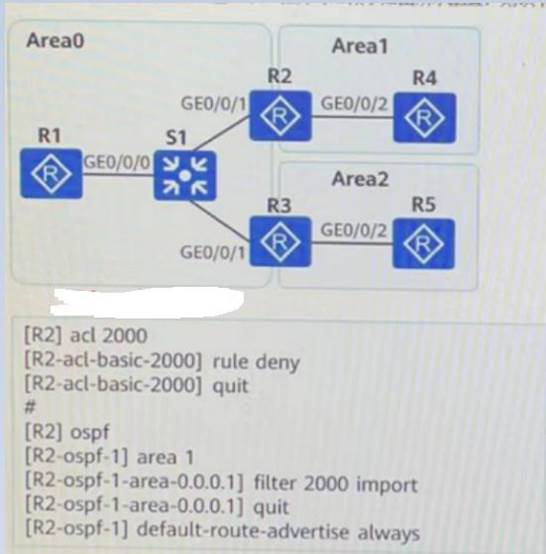 Area0
Area1
R2
R4
GE0/0/1
GE0/0/2
R1
S1
GE0/0/0
Area2
R3
R5
GE0/0/2
GE0/0/1
[R2] acl 2000
[R2-acl-basic-2000] rule deny
[R2-acl-basic-2000] quit
#
[R2] ospf
[R2-ospf-1] area 1
[R2-ospf-1-area-0.0.0.1] filter 2000 import
[R2-ospf-1-area-0.0.0.1] quit
[R2-ospf-1] default-route-advertise always